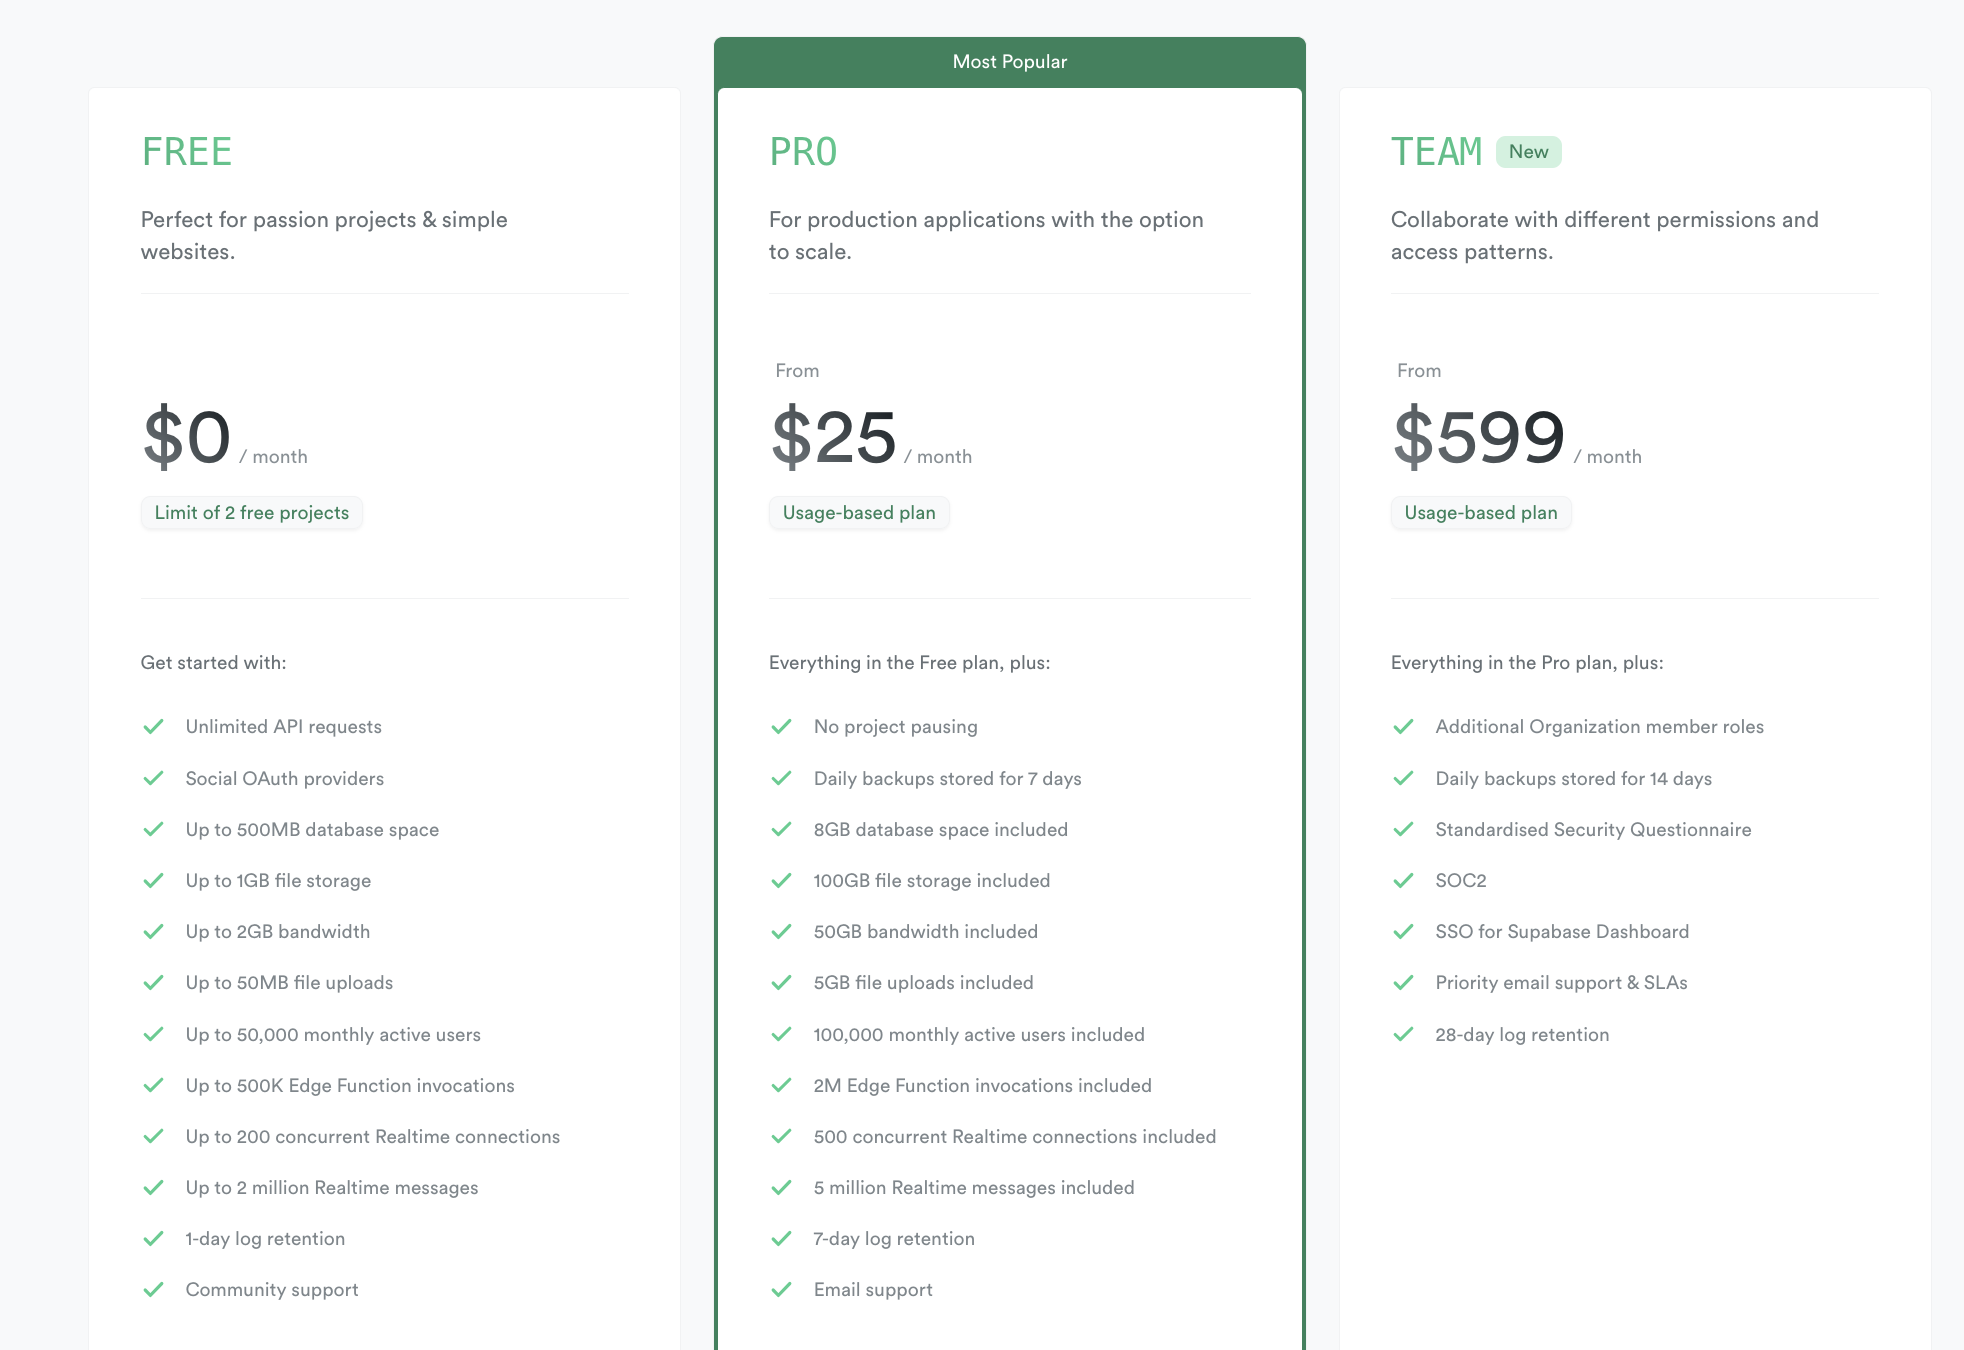 FREE
Perfect for passion projects & simple
websites.
$0 / month
Limit of 2 free projects
Get started with:
Unlimited API requests
Social OAuth providers
Up to 500MB database space
Up to 1GB file storage
Up to 2GB bandwidth
Up to 50MB file uploads
Up to 50,000 monthly active users
Up to 500K Edge Function invocations
Up to 200 concurrent Realtime connections
Up to 2 million Realtime messages
1-day log retention
Community support
Most Popular
PRO
For production applications with the option
to scale.
From
$25 / month
Usage-based plan
Everything in the Free plan, plus:
No project pausing
Daily backups stored for 7 days
8GB database space included
100GB file storage included
50GB bandwidth included
5GB file uploads included
100,000 monthly active users included
2M Edge Function invocations included
500 concurrent Realtime connections included
5 million Realtime messages included
7-day log retention
Email support
TEAM New
Collaborate with different permissions and
access patterns.
From
$599 / month
Usage-based plan
Everything in the Pro plan, plus:
Additional Organization member roles
Daily backups stored for 14 days
Standardised Security Questionnaire
SOC2
SSO for Supabase Dashboard
Priority email support & SLAs
28-day log retention